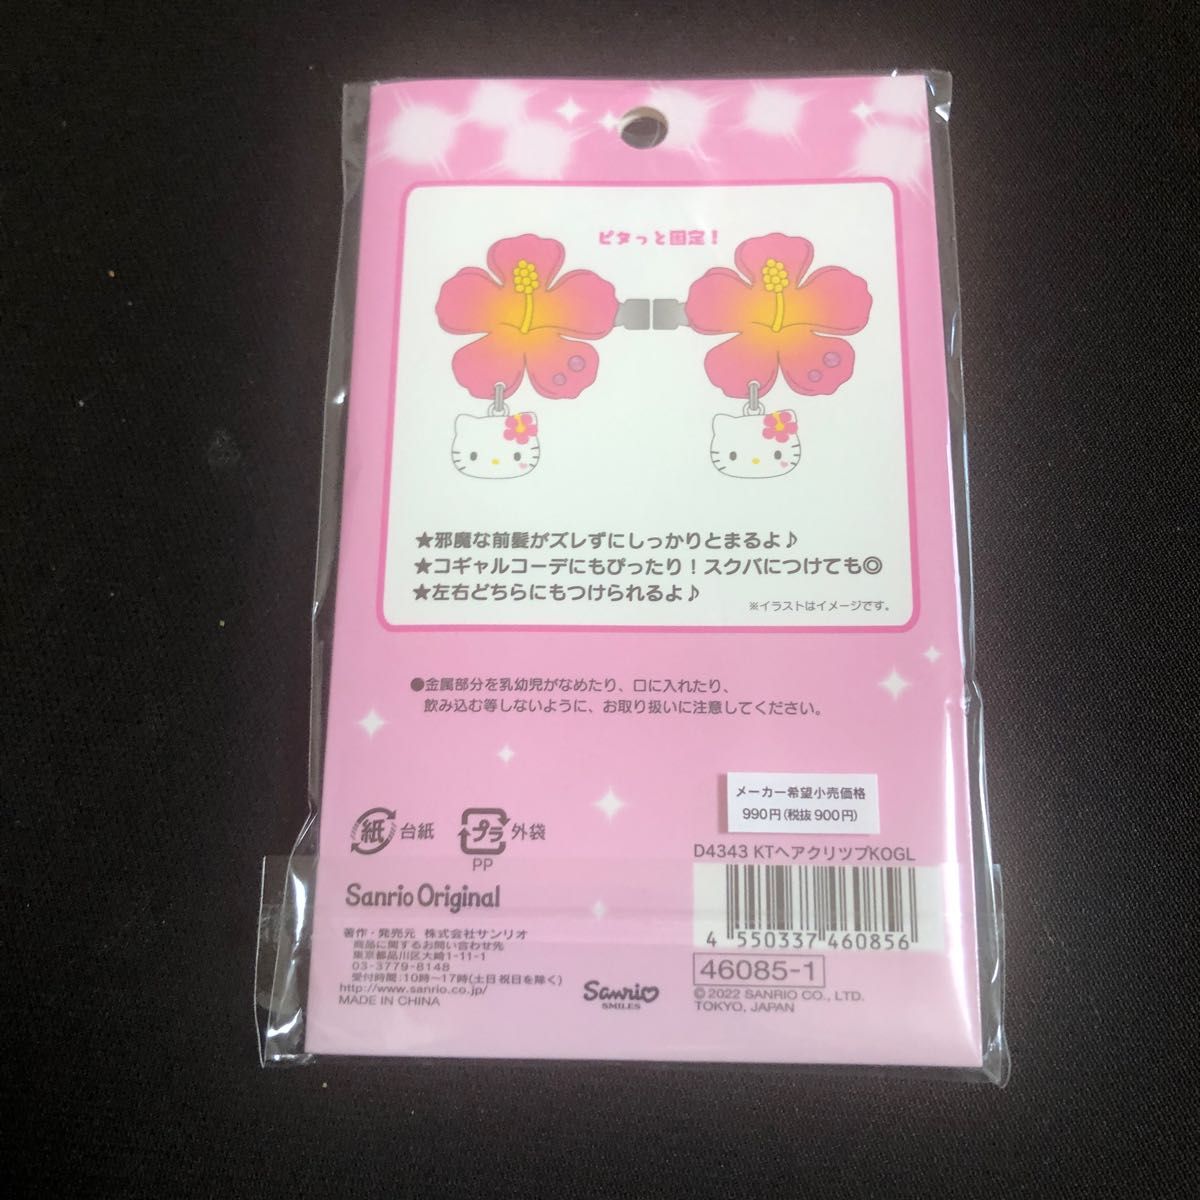 ピタっと固定！
★邪魔な前髪がズレずにしっかりとまるよ♪
★コギャルコーデにもぴったり！スクバにつけても◎
★左右どちらにもつけられるよ♪
※イラストはイメージです。
●金属部分を乳幼児がなめたり、口に入れたり、
飲み込む等しないように、お取り扱いに注意してください。
メーカー希望小売価格
990円(税抜900円)
紙 台紙
プラ 外袋
PP
D4343 KTヘアクリツプKOGL
4 550337 460856
46085-1
Sanrio Original
著作・発売元 株式会社サンリオ
商品に関するお問い合わせ先
東京都品川区大崎1-11-1
03-3779-8148
受付時間：10時〜17時(土日祝日を除く)
http://www.sanrio.co.jp/
MADE IN CHINA
Sanrio
SMILES
©2022 SANRIO CO., LTD.
TOKYO, JAPAN